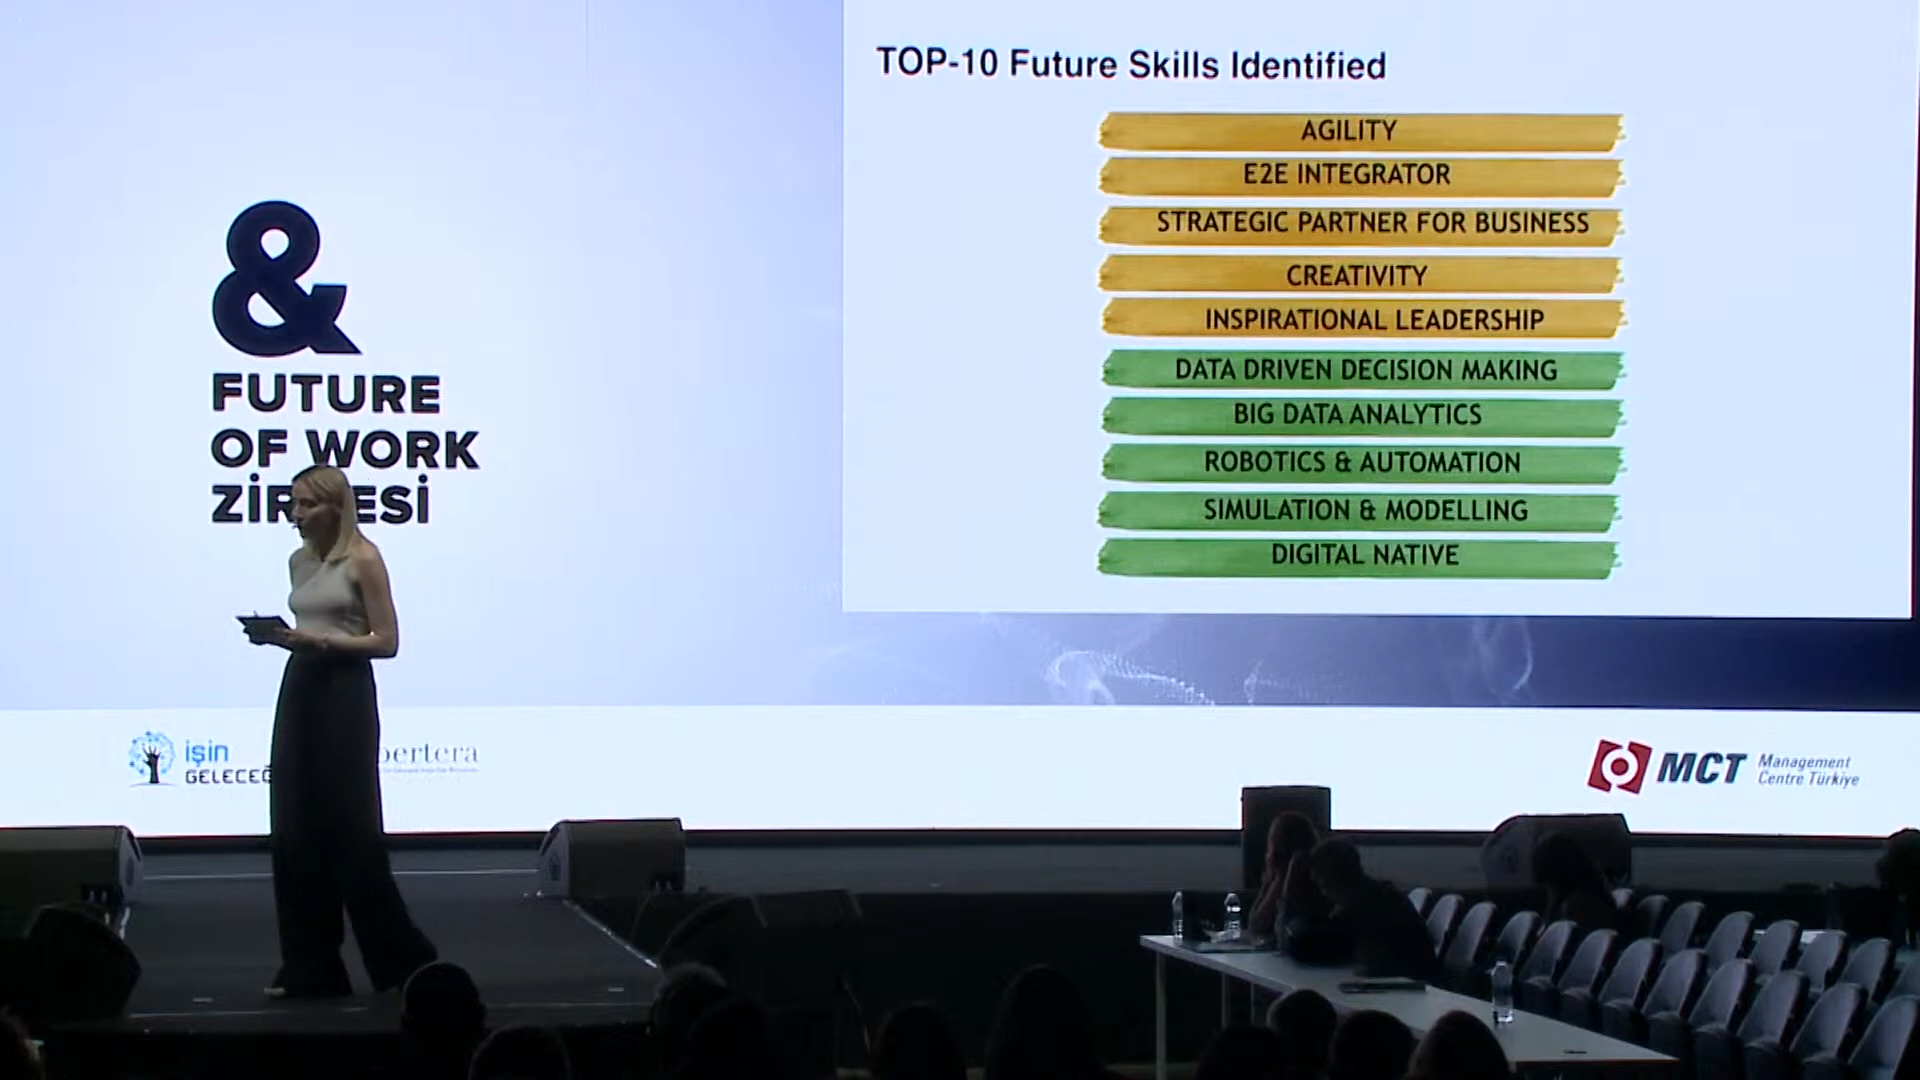 TOP-10 Future Skills Identified
AGILITY
E2E INTEGRATOR
STRATEGIC PARTNER FOR BUSINESS
CREATIVITY
INSPIRATIONAL LEADERSHIP
DATA DRIVEN DECISION MAKING
BIG DATA ANALYTICS
ROBOTICS & AUTOMATION
SIMULATION & MODELLING
DIGITAL NATIVE
&
FUTURE
OF WORK
işin
MCT
Management
Centre Türkiye